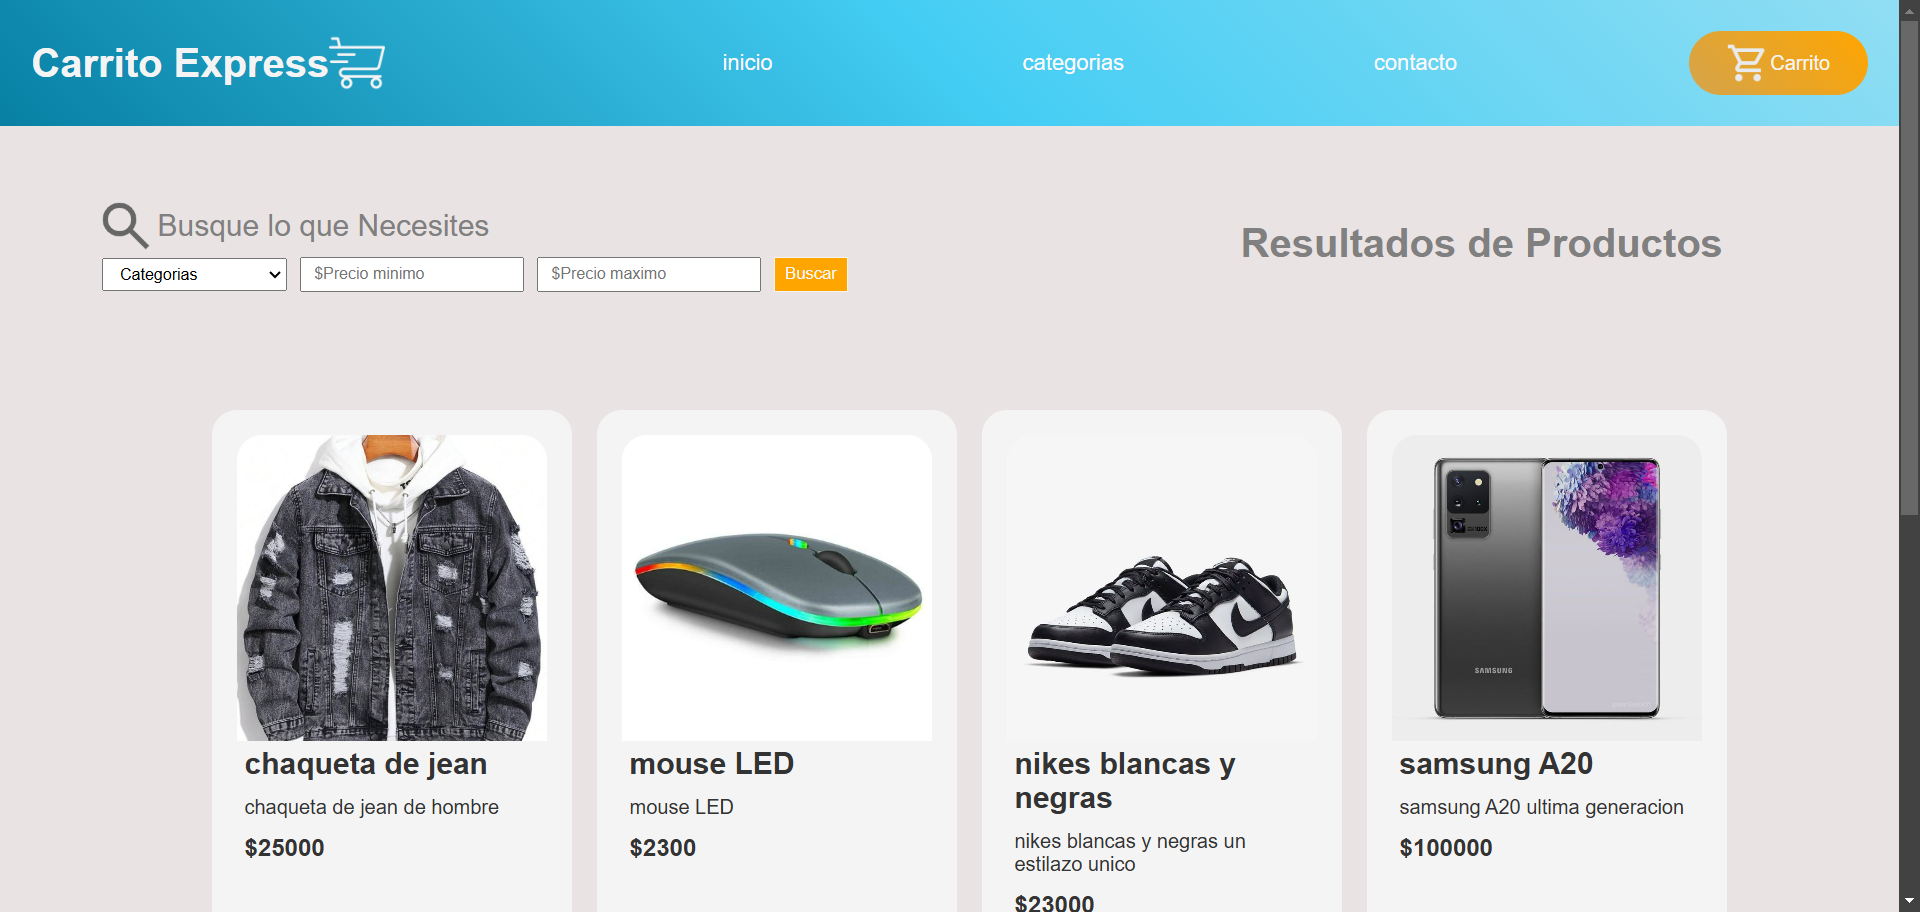 Carrito Express
inicio
categorias
contacto
Carrito
Busque lo que Necesites
Categorias
$Precio minimo
$Precio maximo
Buscar
Resultados de Productos
chaqueta de jean
chaqueta de jean de hombre
$25000
mouse LED
mouse LED
$2300
nikes blancas y
negras
nikes blancas y negras un
estilazo unico
$23000
SAMSUNG
samsung A20
samsung A20 ultima generacion
$100000